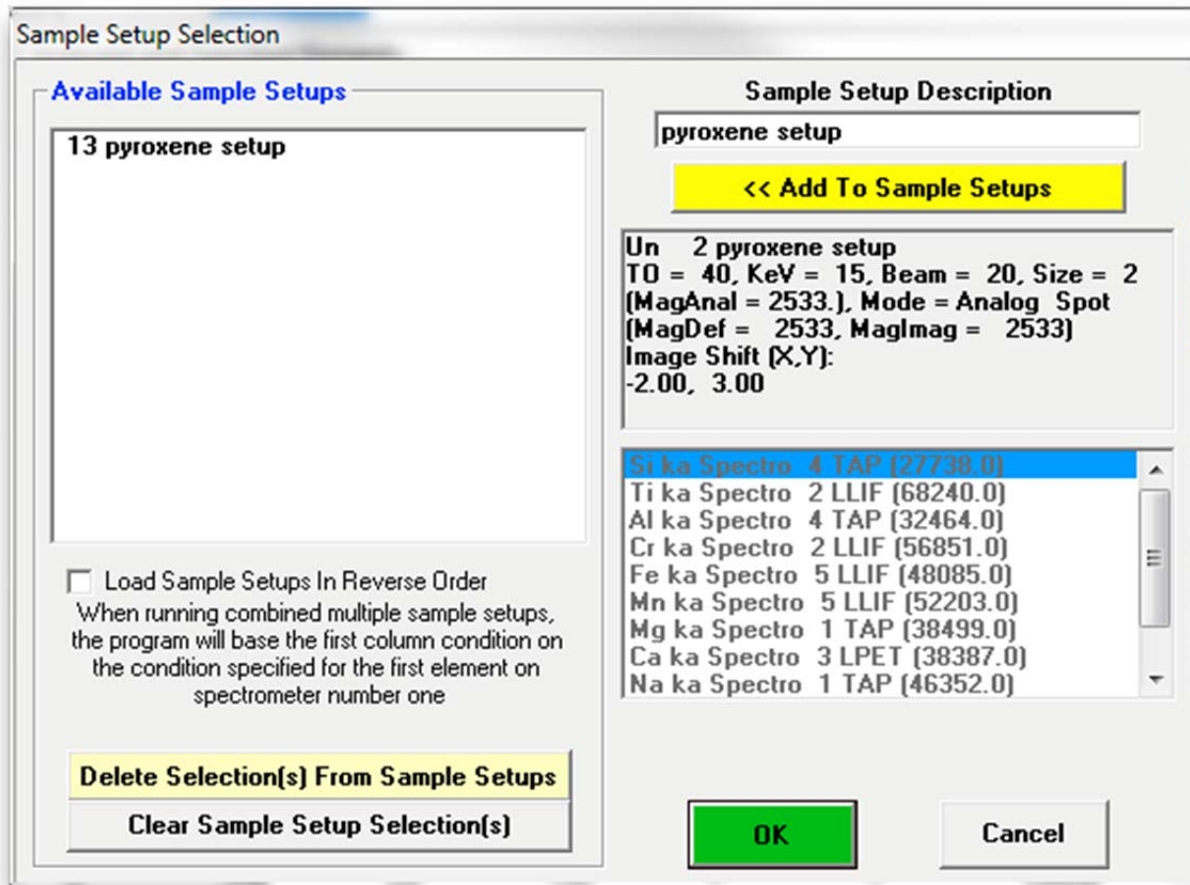 Sample Setup Selection
Available Sample Setups
13 pyroxene setup
Load Sample Setups In Reverse Order
When running combined multiple sample setups,
the program will base the first column condition on
the condition specified for the first element on
spectrometer number one
Delete Selection(s) From Sample Setups
Clear Sample Setup Selection(s)
Sample Setup Description
pyroxene setup
<< Add To Sample Setups
Un 2 pyroxene setup
TO = 40, KeV = 15, Beam = 20, Size = 2
(MagAnal = 2533.), Mode = Analog Spot
(MagDef = 2533, MagImag = 2533)
Image Shift (X,Y):
-2.00, 3.00
Si ka Spectro 4 TAP (27738.0)
Ti ka Spectro 2 LLIF (68240.0)
Al ka Spectro 4 TAP (32464.0)
Cr ka Spectro 2 LLIF (56851.0)
Fe ka Spectro 5 LLIF (48085.0)
Mn ka Spectro 5 LLIF (52203.0)
Mg ka Spectro 1 TAP (38499.0)
Ca ka Spectro 3 LPET (38387.0)
Na ka Spectro 1 TAP (46352.0)
OK
Cancel